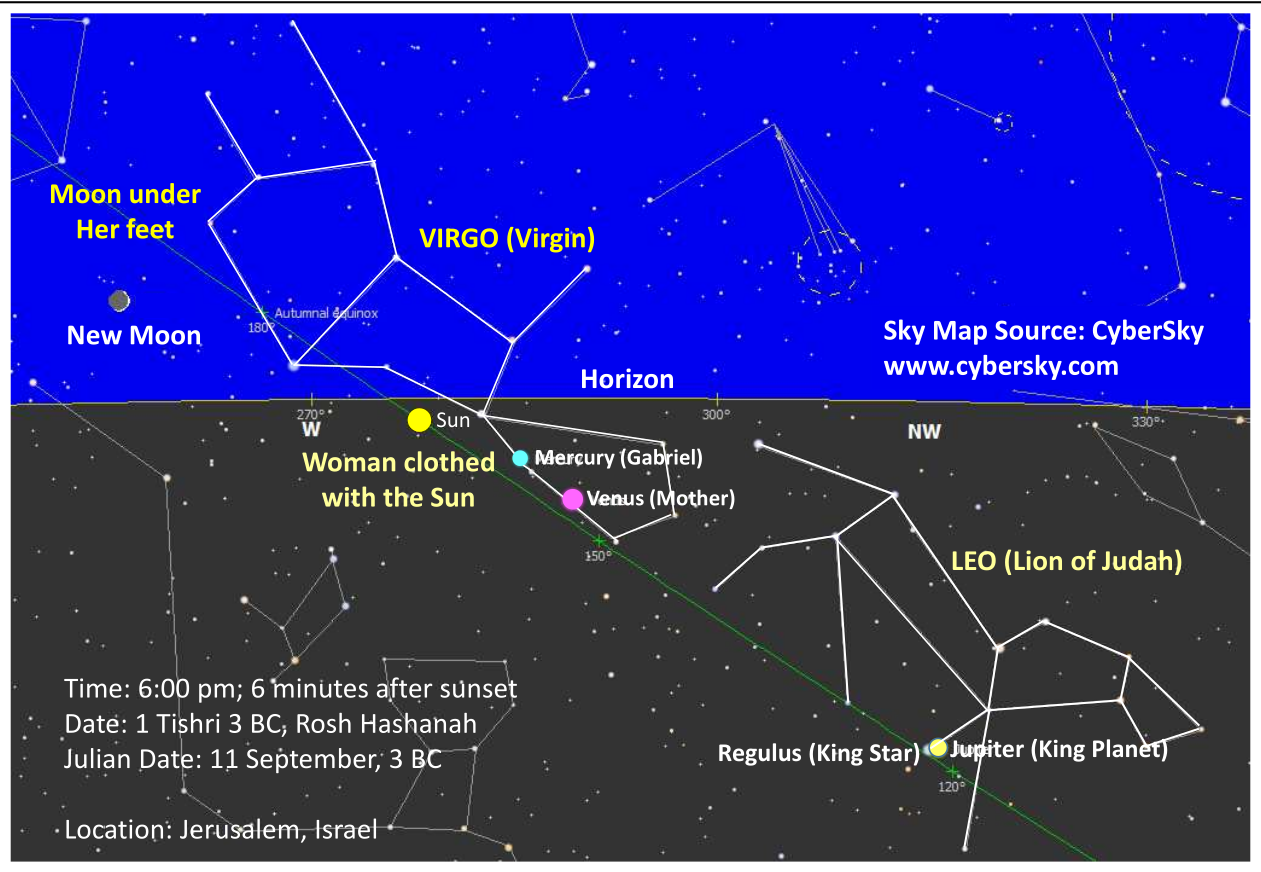 Moon under
Her feet
VIRGO (Virgin)
New Moon
Autumnal equinox
180°
Sky Map Source: CyberSky
www.cybersky.com
Horizon
270°
W
Sun
300°
NW
330°
Woman clothed
with the Sun
Mercury (Gabriel)
Venus (Mother)
150°
LEO (Lion of Judah)
Time: 6:00 pm; 6 minutes after sunset
Date: 1 Tishri 3 BC, Rosh Hashanah
Julian Date: 11 September, 3 BC
Regulus (King Star)
Jupiter (King Planet)
120°
Location: Jerusalem, Israel